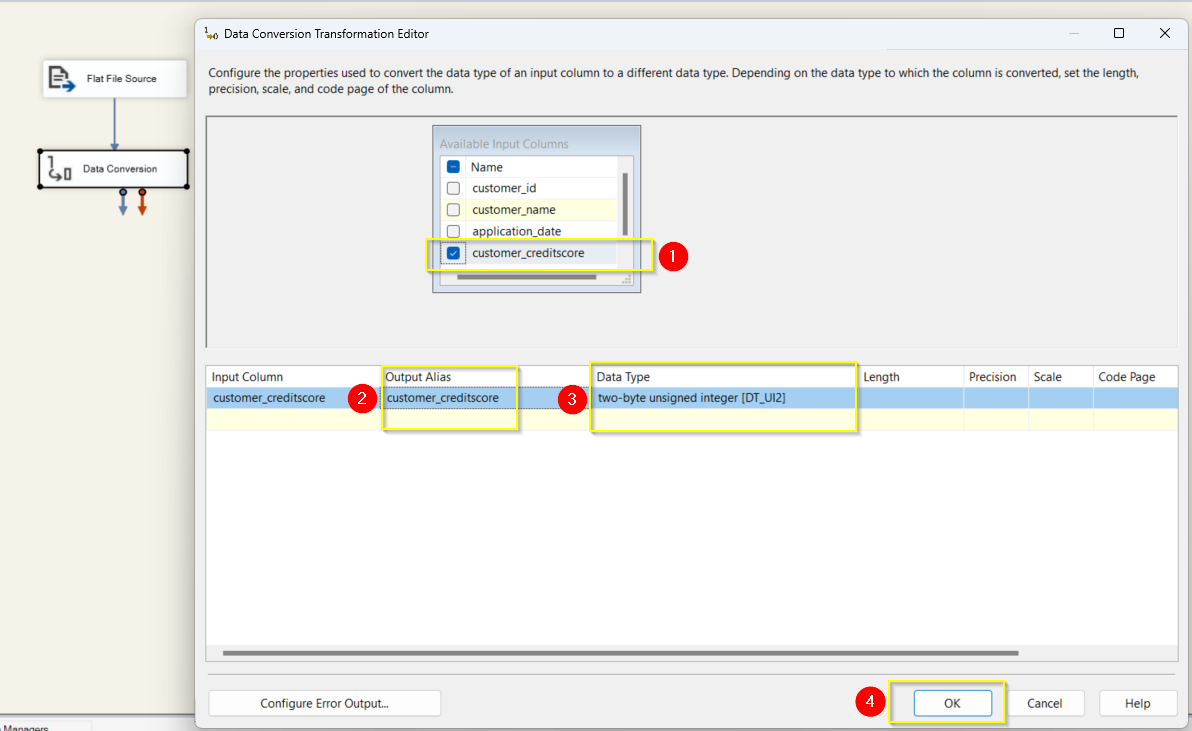 Data Conversion Transformation Editor
Flat File Source
Data Conversion
Configure the properties used to convert the data type of an input column to a different data type. Depending on the data type to which the column is converted, set the length,
precision, scale, and code page of the column.
Available Input Columns
Name
customer_id
customer_name
application_date
customer_creditscore
1
Input Column Output Alias Data Type Length Precision Scale Code Page
customer_creditscore 2 customer_creditscore 3 two-byte unsigned integer [DT_UI2]
Configure Error Output...
4
OK
Cancel
Help
Managers